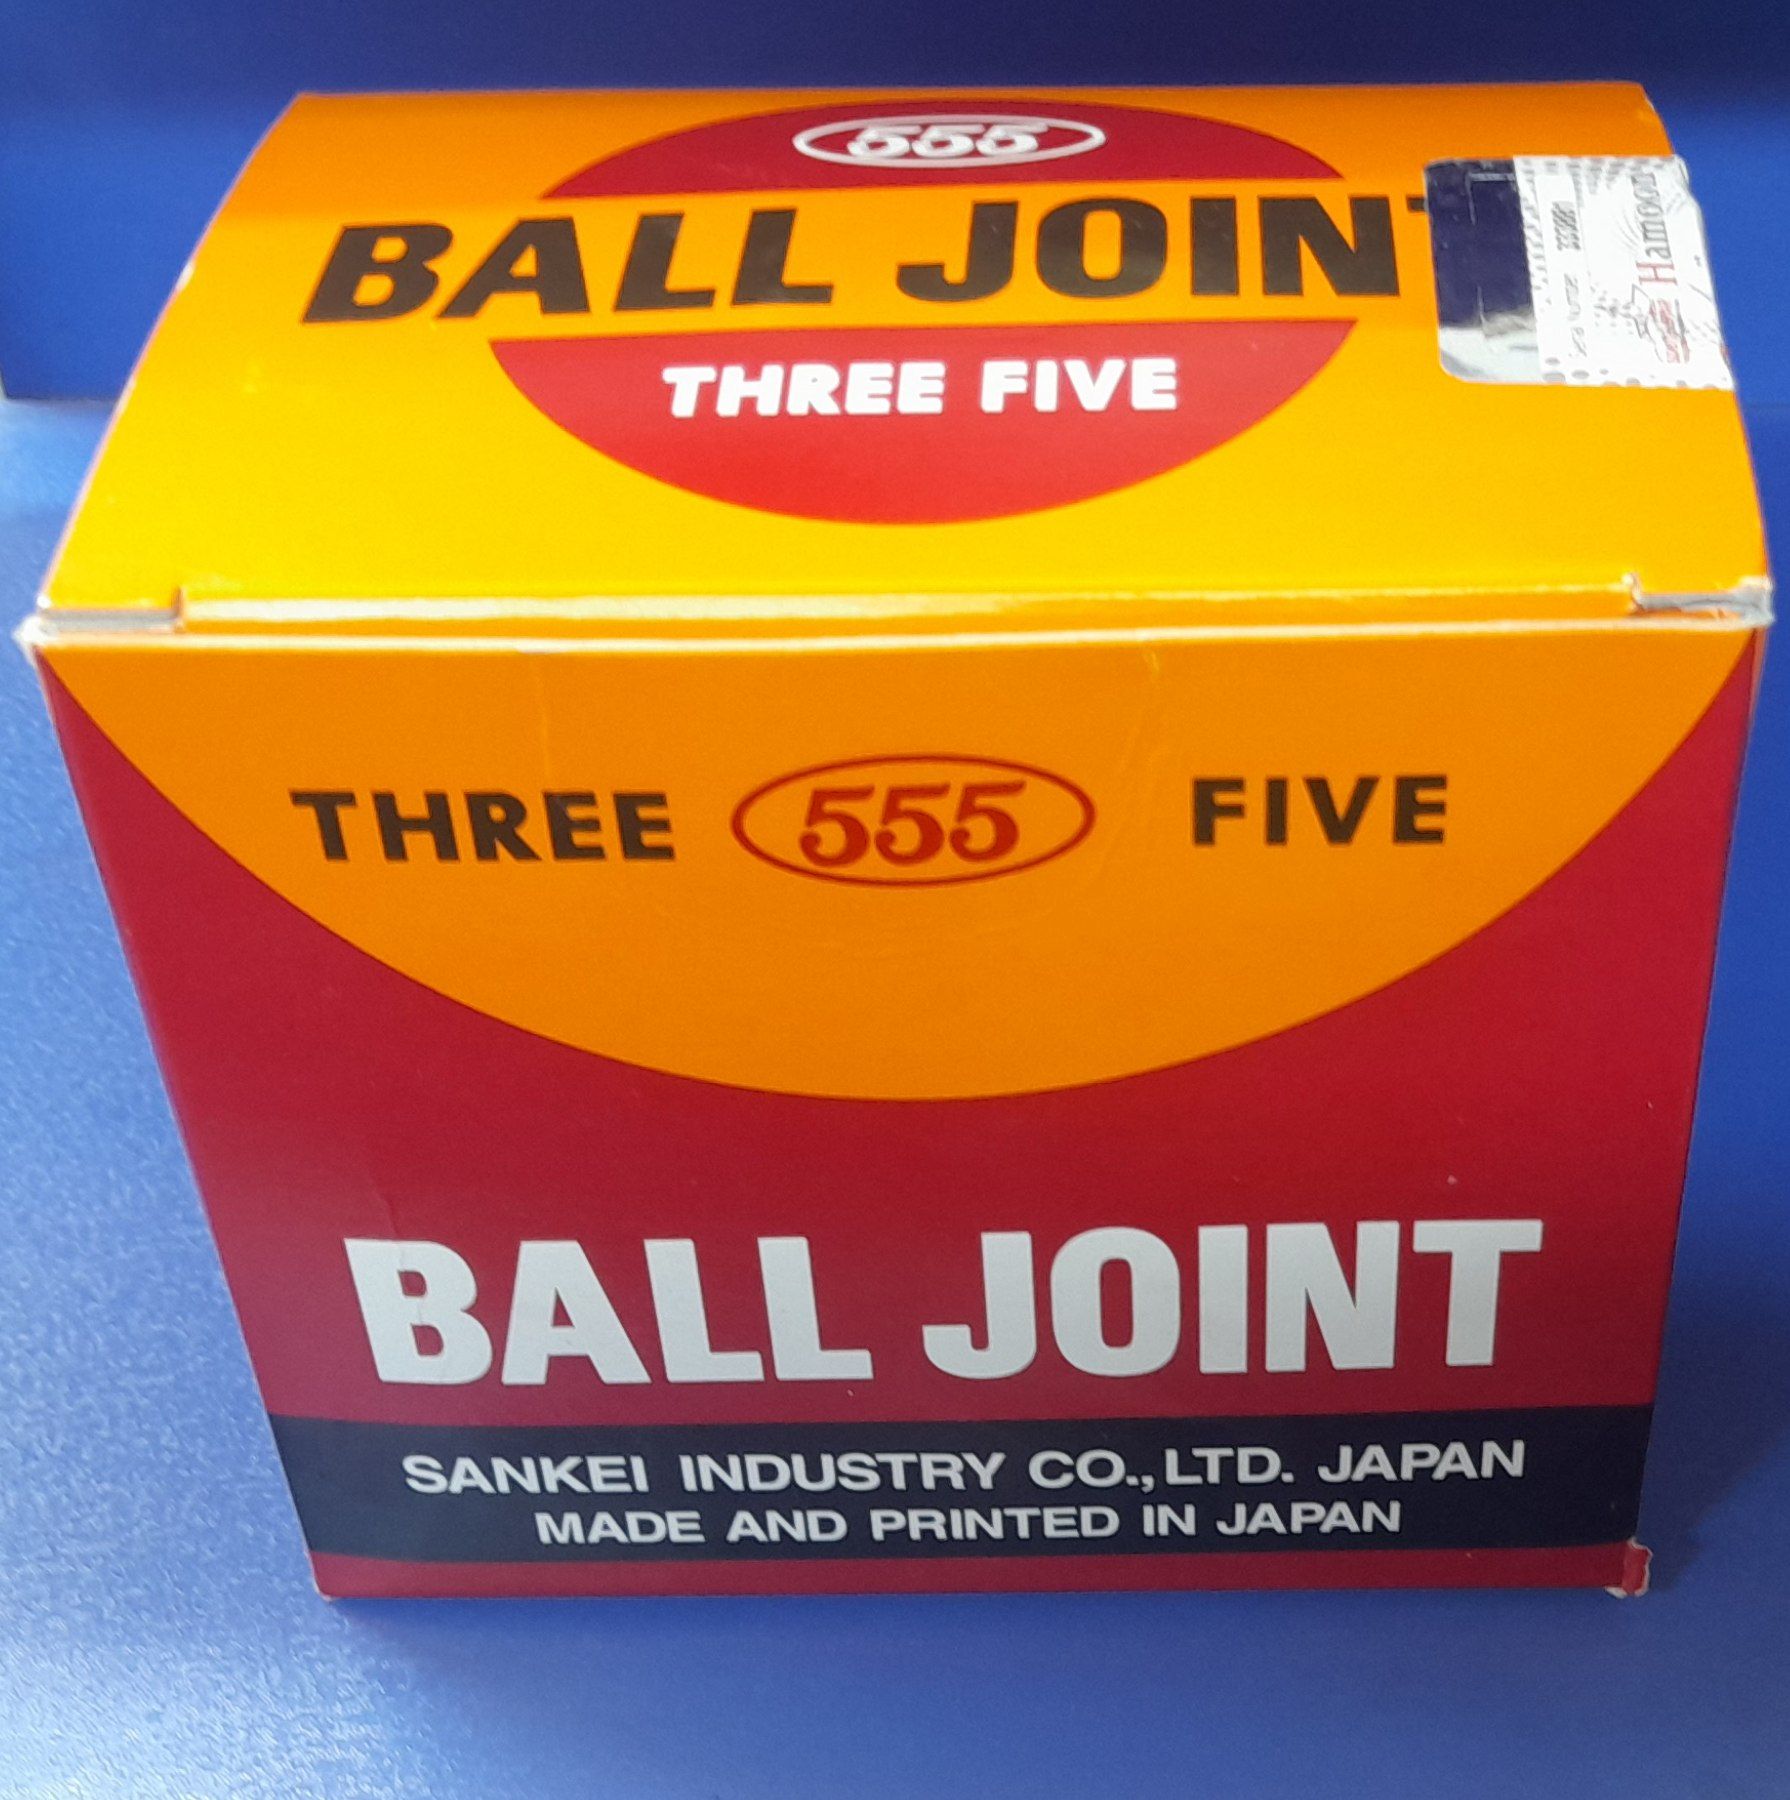 555
BALL JOINT
THREE FIVE
Hamood
THREE 555 FIVE
BALL JOINT
SANKEI INDUSTRY CO., LTD. JAPAN
MADE AND PRINTED IN JAPAN